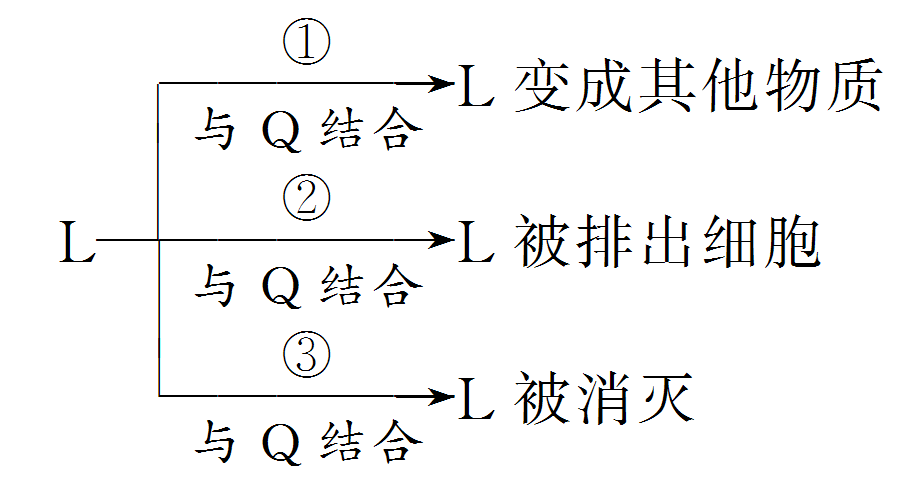 ①
L 变成其他物质
与 Q 结合
②
L
L 被排出细胞
与 Q 结合
③
L 被消灭
与 Q 结合